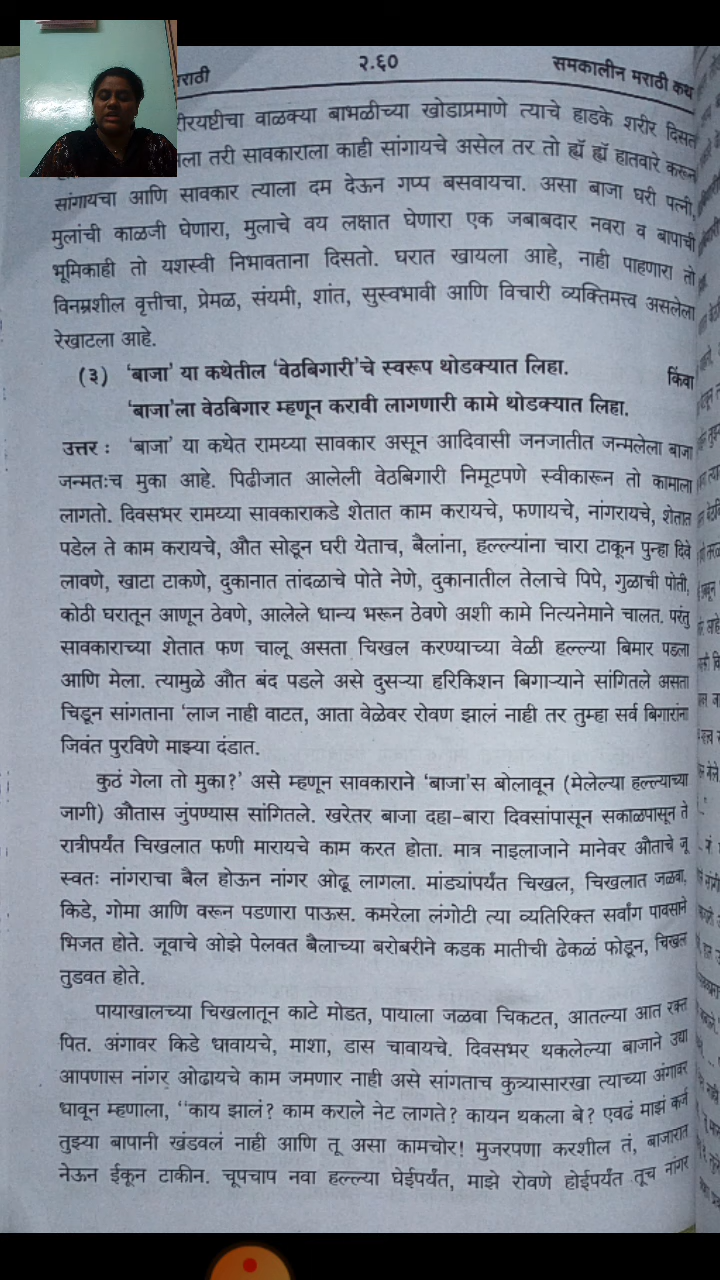 राठी २.६० समकालीन मराठी कथ
रीरयष्टीचा वाळक्या बाभळीच्या खोडाप्रमाणे त्याचे हाडके शरीर दिसत
ला तरी सावकाराला काही सांगायचे असेल तर तो ह्यॅ ह्यॅ हातवारे करून
सांगायचा आणि सावकार त्याला दम देऊन गप्प बसवायचा. असा बाजा घरी पत्नी,
मुलांची काळजी घेणारा, मुलाचे वय लक्षात घेणारा एक जबाबदार नवरा व बापाची
भूमिकाही तो यशस्वी निभावताना दिसतो. घरात खायला आहे, नाही पाहणारा तो
विनम्रशील वृत्तीचा, प्रेमळ, संयमी, शांत, सुस्वभावी आणि विचारी व्यक्तिमत्त्व असलेला
रेखाटला आहे.
(३) 'बाजा' या कथेतील 'वेठबिगारी'चे स्वरूप थोडक्यात लिहा. किंवा
'बाजा'ला वेठबिगार म्हणून करावी लागणारी कामे थोडक्यात लिहा.
उत्तर : 'बाजा' या कथेत रामय्या सावकार असून आदिवासी जनजातीत जन्मलेला बाजा
जन्मतःच मुका आहे. पिढीजात आलेली वेठबिगारी निमूटपणे स्वीकारून तो कामाला
लागतो. दिवसभर रामय्या सावकाराकडे शेतात काम करायचे, फणायचे, नांगरायचे, शेतात
पडेल ते काम करायचे, औत सोडून घरी येताच, बैलांना, हल्ल्यांना चारा टाकून पुन्हा दिवे
लावणे, खाटा टाकणे, दुकानात तांदळाचे पोते नेणे, दुकानातील तेलाचे पिपे, गुळाची पोती,
कोठी घरातून आणून ठेवणे, आलेले धान्य भरून ठेवणे अशी कामे नित्यनेमाने चालत. परंतु
सावकाराच्या शेतात फण चालू असता चिखल करण्याच्या वेळी हल्ल्या बिमार पडला
आणि मेला. त्यामुळे औत बंद पडले असे दुसऱ्या हरिकिशन बिगाऱ्याने सांगितले असता
चिडून सांगताना 'लाज नाही वाटत, आता वेळेवर रोवण झालं नाही तर तुम्हा सर्व बिगारांना
जिवंत पुरविणे माझ्या दंडात.
कुठं गेला तो मुका?' असे म्हणून सावकाराने 'बाजा'स बोलावून (मेलेल्या हल्ल्याच्या
जागी) औतास जुंपण्यास सांगितले. खरेतर बाजा दहा-बारा दिवसांपासून सकाळपासून ते
रात्रीपर्यंत चिखलात फणी मारायचे काम करत होता. मात्र नाइलाजाने मानेवर औताचे जू
स्वतः नांगराचा बैल होऊन नांगर ओढू लागला. मांड्यांपर्यंत चिखल, चिखलात जळवा,
किडे, गोमा आणि वरून पडणारा पाऊस. कमरेला लंगोटी त्या व्यतिरिक्त सर्वांग पावसाने
भिजत होते. जूवाचे ओझे पेलवत बैलाच्या बरोबरीने कडक मातीची ढेकळं फोडून, चिखल
तुडवत होते.
पायाखालच्या चिखलातून काटे मोडत, पायाला जळवा चिकटत, आतल्या आत रक्त
पित. अंगावर किडे धावायचे, माशा, डास चावायचे. दिवसभर थकलेल्या बाजाने उद्या
आपणास नांगर ओढायचे काम जमणार नाही असे सांगताच कुत्र्यासारखा त्याच्या अंगावर
धावून म्हणाला, "काय झालं? काम कराले नेट लागते? कायन थकला बे? एवढं माझं कर्ज
तुझ्या बापानी खंडवलं नाही आणि तू असा कामचोर! मुजरपणा करशील तं, बाजारात
नेऊन ईकून टाकीन. चूपचाप नवा हल्ल्या घेईपर्यंत, माझे रोवणे होईपर्यंत तूच नांगर